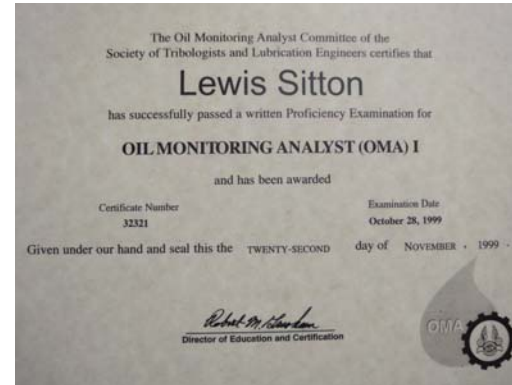 The Oil Monitoring Analyst Committee of the
Society of Tribologists and Lubrication Engineers certifies that
Lewis Sitton
has successfully passed a written Proficiency Examination for
OIL MONITORING ANALYST (OMA) I
and has been awarded
Certificate Number
32321
Examination Date
October 28, 1999
Given under our hand and seal this the TWENTY-SECOND day of NOVEMBER , 1999 .
Robert M.
Director of Education and Certification
OMA